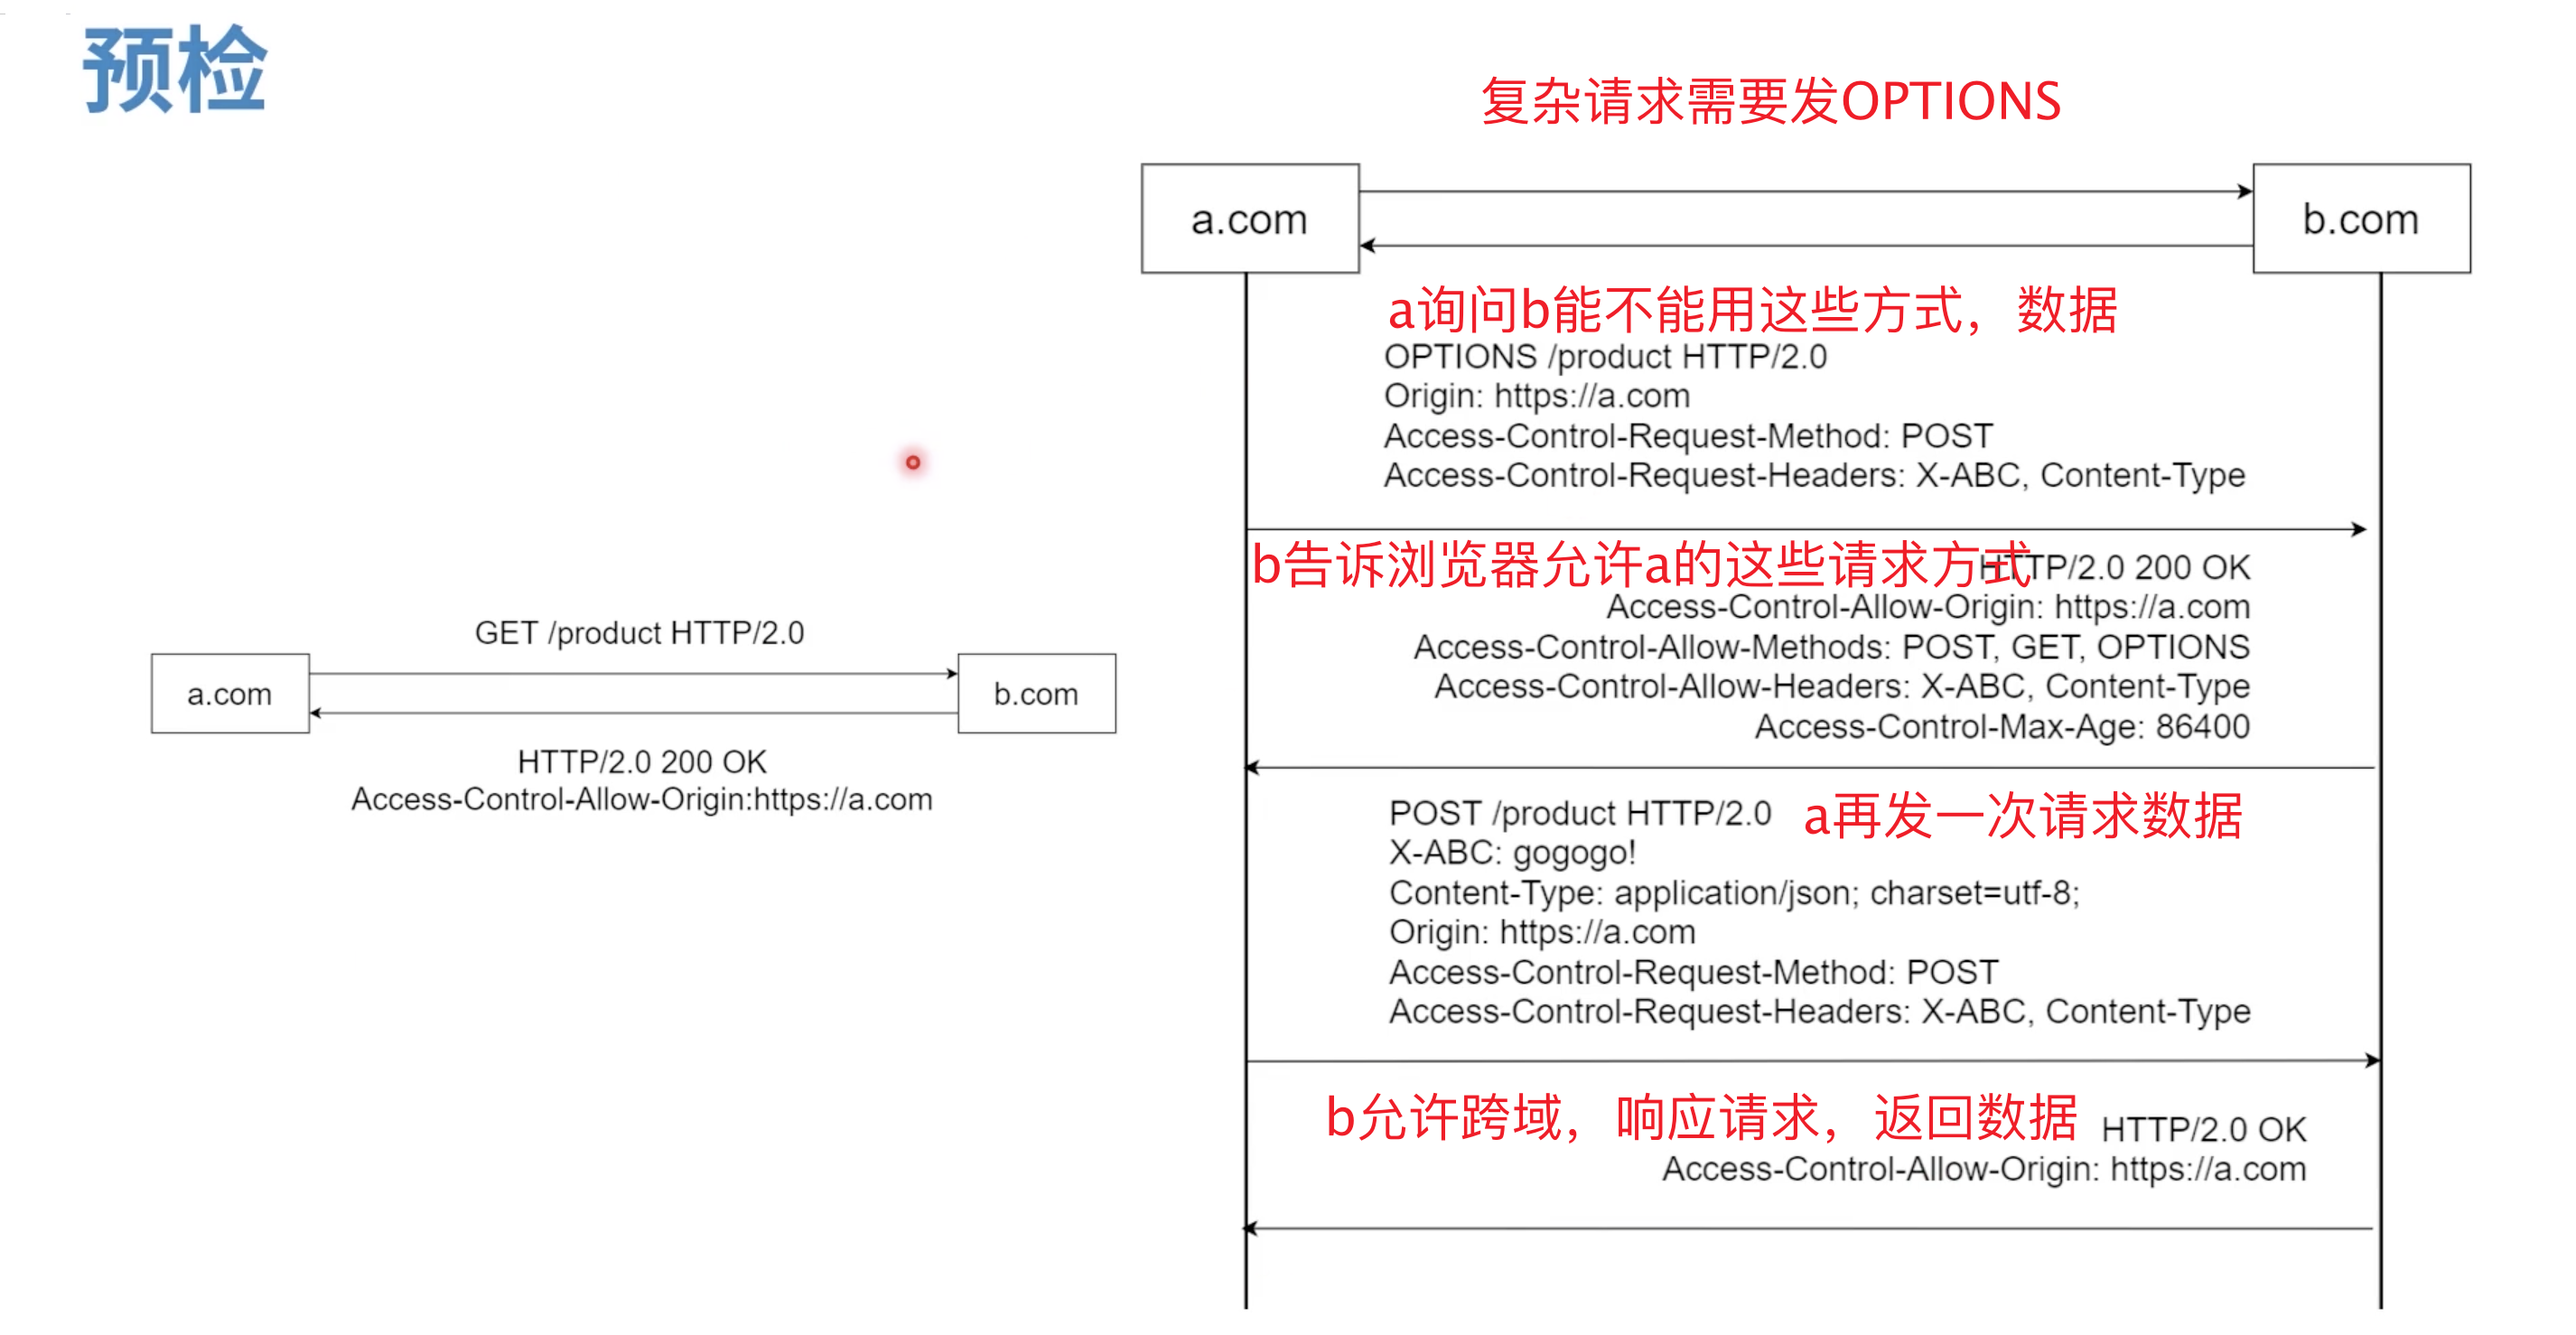 预检
复杂请求需要发OPTIONS
GET /product HTTP/2.0
a.com
b.com
HTTP/2.0 200 OK
Access-Control-Allow-Origin:https://a.com
a.com
b.com
a询问b能不能用这些方式，数据
OPTIONS /product HTTP/2.0
Origin: https://a.com
Access-Control-Request-Method: POST
Access-Control-Request-Headers: X-ABC, Content-Type
b告诉浏览器允许a的这些请求方式
HTTP/2.0 200 OK
Access-Control-Allow-Origin: https://a.com
Access-Control-Allow-Methods: POST, GET, OPTIONS
Access-Control-Allow-Headers: X-ABC, Content-Type
Access-Control-Max-Age: 86400
POST /product HTTP/2.0
a再发一次请求数据
X-ABC: gogogo!
Content-Type: application/json; charset=utf-8;
Origin: https://a.com
Access-Control-Request-Method: POST
Access-Control-Request-Headers: X-ABC, Content-Type
b允许跨域，响应请求，返回数据
HTTP/2.0 OK
Access-Control-Allow-Origin: https://a.com